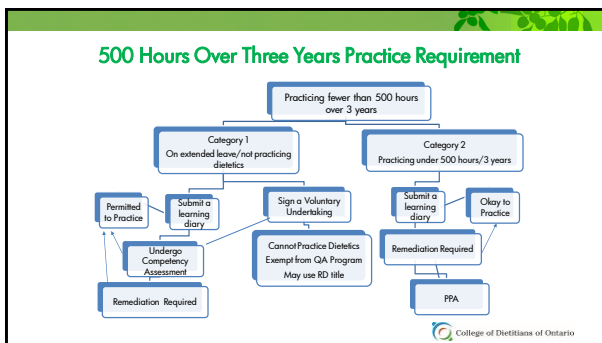 500 Hours Over Three Years Practice Requirement
Practicing fewer than 500 hours
over 3 years
Category 1
On extended leave/not practicing
dietetics
Category 2
Practicing under 500 hours/3 years
Permitted
to Practice
Submit a
learning
diary
Sign a Voluntary
Undertaking
Submit a
learning
diary
Okay to
Practice
Undergo
Competency
Assessment
Cannot Practice Dietetics
Exempt from QA Program
May use RD title
Remediation Required
Remediation Required
PPA
College of Dietitians of Ontario